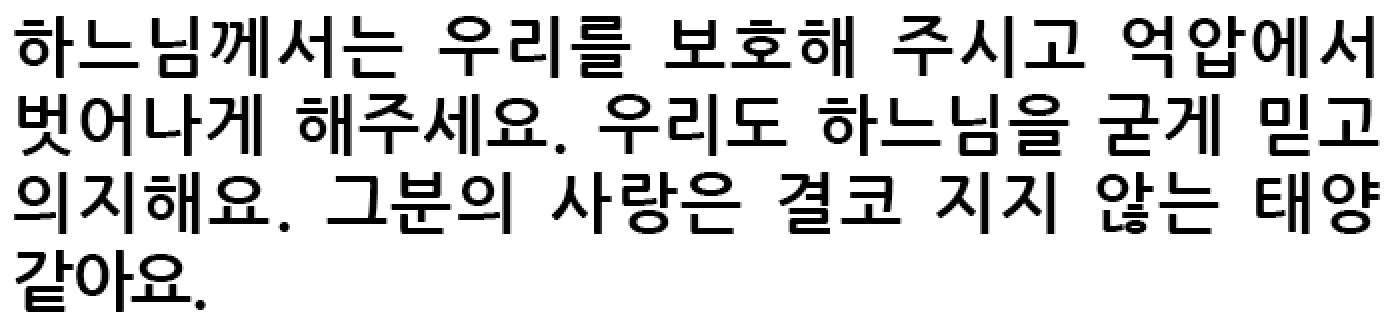 하느님께서는 우리를 보호해 주시고 억압에서
벗어나게 해주세요. 우리도 하느님을 굳게 믿고
의지해요. 그분의 사랑은 결코 지지 않는 태양
같아요.